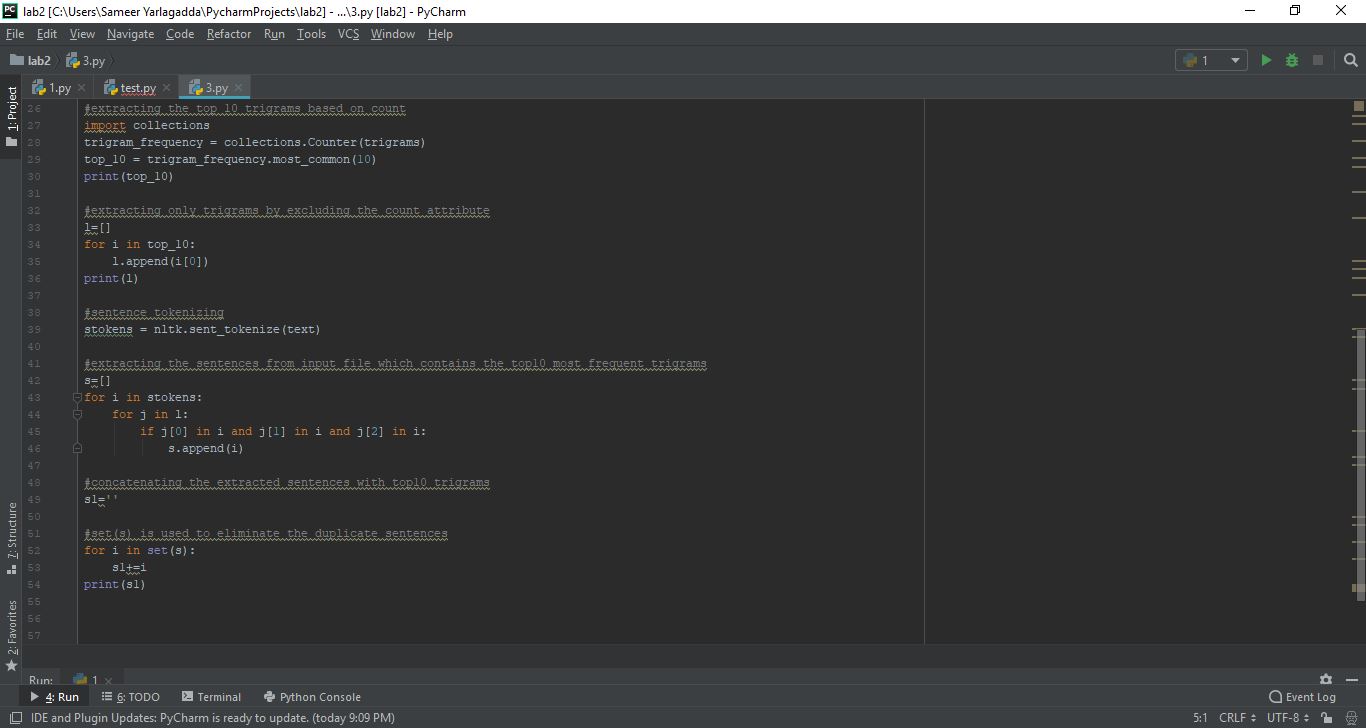 lab2 [C:\Users\Sameer Yarlagadda\PycharmProjects\lab2] - ...\3.py [lab2] - PyCharm
File Edit View Navigate Code Refactor Run Tools VCS Window Help
lab2 3.py 1
1.py test.py 3.py
1: Project
26 #extracting the top 10 trigrams based on count
27 import collections
28 trigram_frequency = collections.Counter(trigrams)
29 top_10 = trigram_frequency.most_common(10)
30 print(top_10)
31
32 #extracting only trigrams by excluding the count attribute
33 l=[]
34 for i in top_10:
35     l.append(i[0])
36 print(l)
37
38 #sentence tokenizing
39 stokens = nltk.sent_tokenize(text)
40
41 #extracting the sentences from input file which contains the top10 most frequent trigrams
42 s=[]
43 for i in stokens:
44     for j in l:
45         if j[0] in i and j[1] in i and j[2] in i:
46             s.append(i)
47
48 #concatenating the extracted sentences with top10 trigrams
49 s1=''
50
51 #set(s) is used to eliminate the duplicate sentences
52 for i in set(s):
53     s1+=i
54 print(s1)
55
56
57
7: Structure
2: Favorites
Run: 1
4: Run 6: TODO Terminal Python Console Event Log
IDE and Plugin Updates: PyCharm is ready to update. (today 9:09 PM) 5:1 CRLF UTF-8